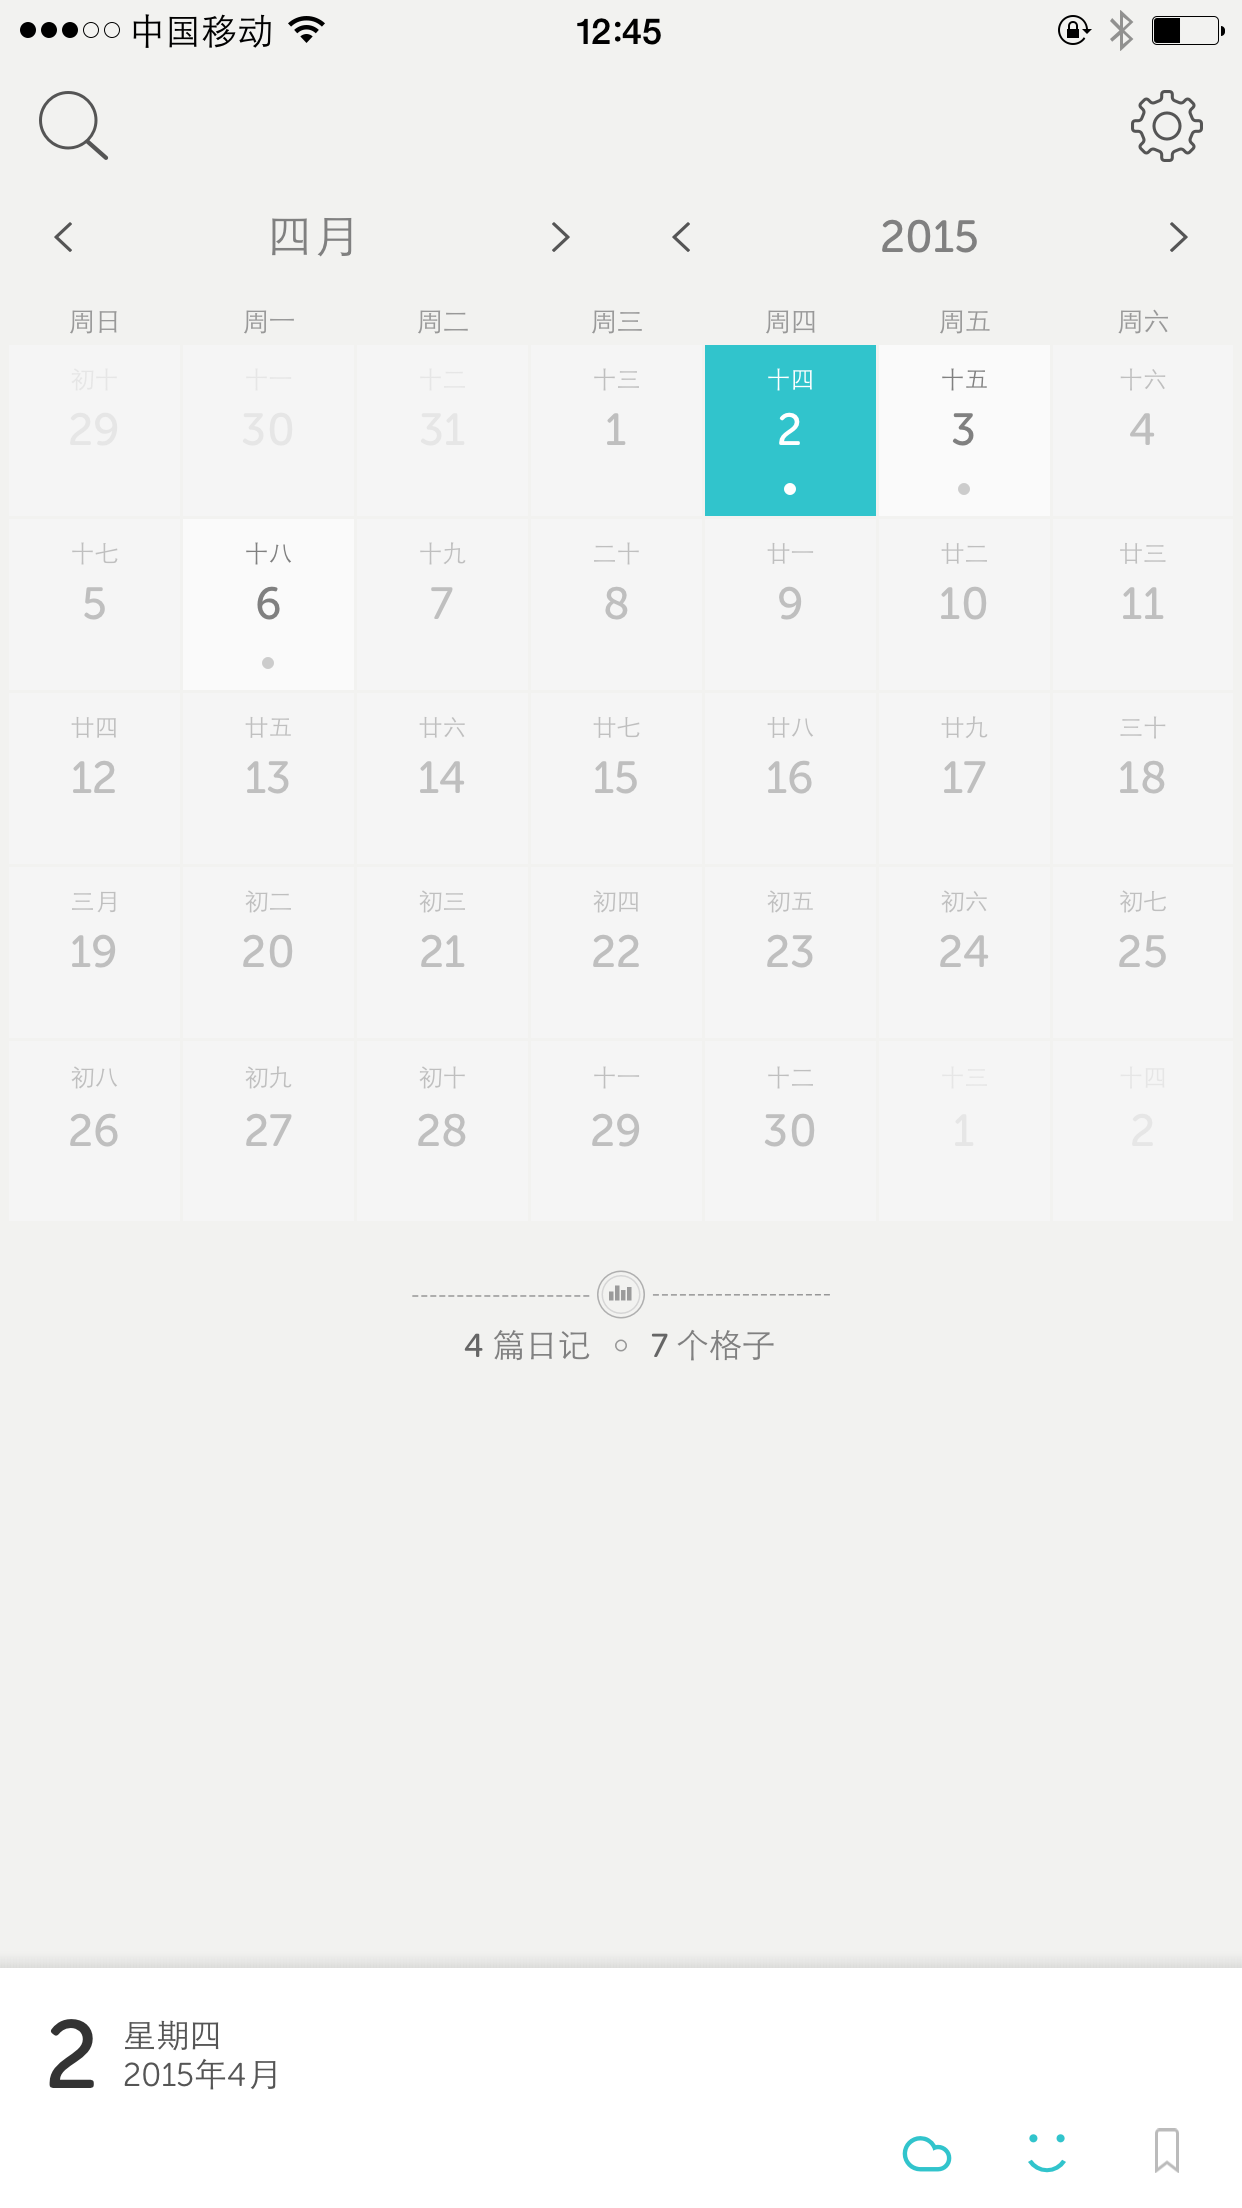 中国移动 12:45
四月 2015
周日 周一 周二 周三 周四 周五 周六
初十 十一 十二 十三 十四 十五 十六
29 30 31 1 2 3 4
十七 十八 十九 二十 廿一 廿二 廿三
5 6 7 8 9 10 11
廿四 廿五 廿六 廿七 廿八 廿九 三十
12 13 14 15 16 17 18
三月 初二 初三 初四 初五 初六 初七
19 20 21 22 23 24 25
初八 初九 初十 十一 十二 十三 十四
26 27 28 29 30 1 2
4 篇日记 7 个格子
2 星期四
2015年4月